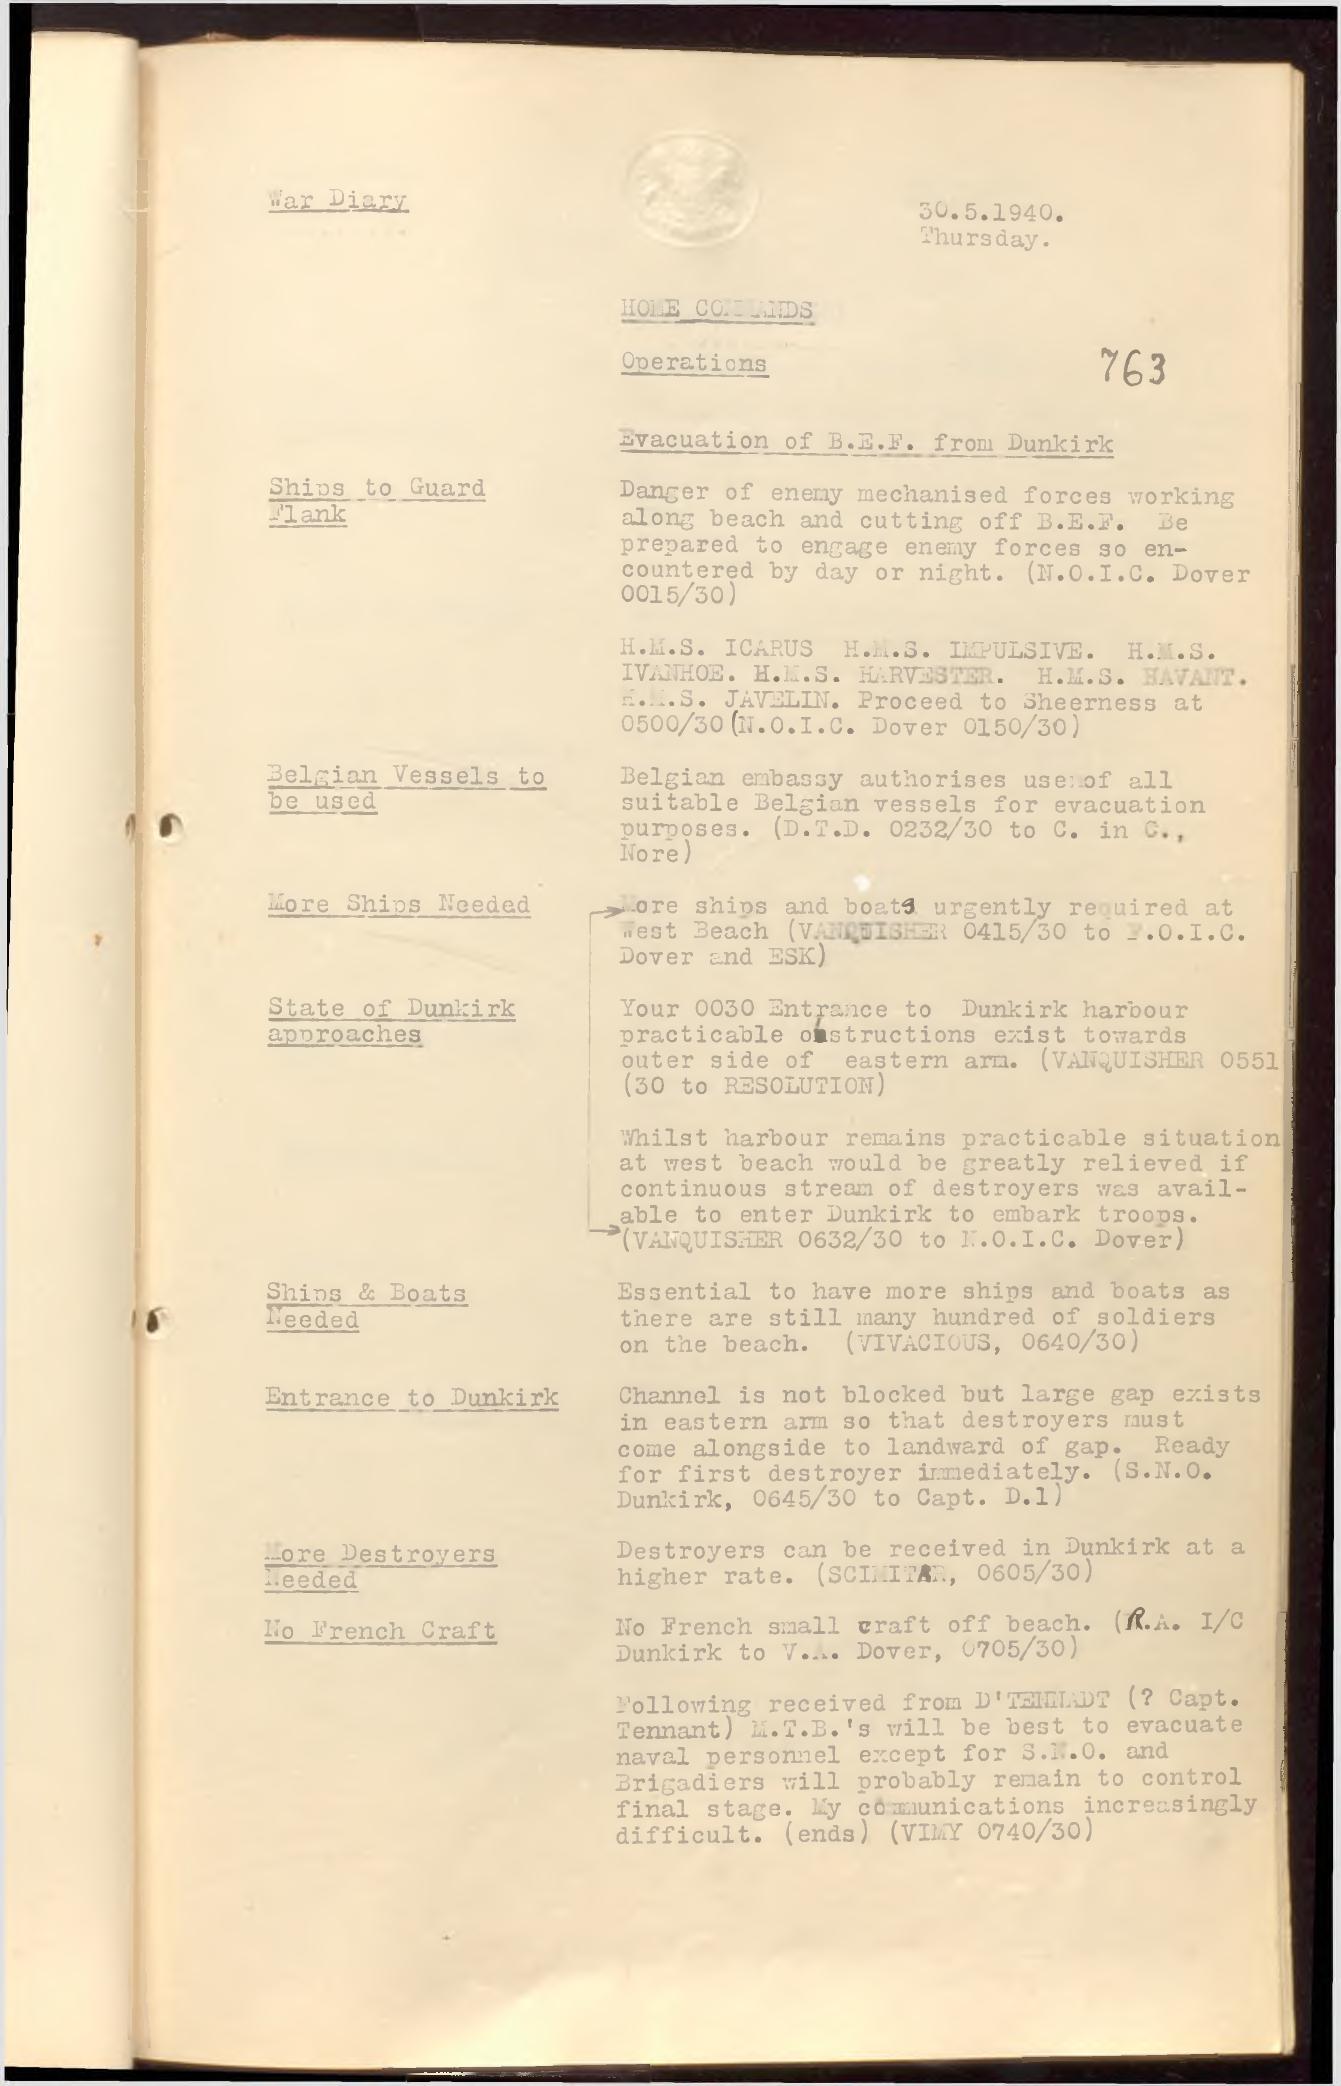 War Diary
30.5.1940.
Thursday.
HOME COMMANDS
Operations
763
Evacuation of B.E.F. from Dunkirk
Ships to Guard
Flank
Danger of enemy mechanised forces working
along beach and cutting off B.E.F. Be
prepared to engage enemy forces so en-
countered by day or night. (N.O.I.C. Dover
0015/30)
H.M.S. ICARUS H.M.S. IMPULSIVE. H.M.S.
IVANHOE. H.M.S. HARVESTER. H.M.S. HAVANT.
H.M.S. JAVELIN. Proceed to Sheerness at
0500/30 (N.O.I.C. Dover 0150/30)
Belgian Vessels to
be used
Belgian embassy authorises use of all
suitable Belgian vessels for evacuation
purposes. (D.T.D. 0232/30 to C. in C.,
Nore)
More Ships Needed
More ships and boats urgently required at
West Beach (VANQUISHER 0415/30 to N.O.I.C.
Dover and ESK)
State of Dunkirk
approaches
Your 0030 Entrance to Dunkirk harbour
practicable obstructions exist towards
outer side of eastern arm. (VANQUISHER 0551
(30 to RESOLUTION)
Whilst harbour remains practicable situation
at west beach would be greatly relieved if
continuous stream of destroyers was avail-
able to enter Dunkirk to embark troops.
(VANQUISHER 0632/30 to N.O.I.C. Dover)
Ships & Boats
Needed
Essential to have more ships and boats as
there are still many hundred of soldiers
on the beach. (VIVACIOUS, 0640/30)
Entrance to Dunkirk
Channel is not blocked but large gap exists
in eastern arm so that destroyers must
come alongside to landward of gap. Ready
for first destroyer immediately. (S.N.O.
Dunkirk, 0645/30 to Capt. D.1)
More Destroyers
Needed
Destroyers can be received in Dunkirk at a
higher rate. (SCIMITAR, 0605/30)
No French Craft
No French small craft off beach. (R.A. I/C
Dunkirk to V.A. Dover, 0705/30)
Following received from (? Capt.
Tennant) M.T.B.'s will be best to evacuate
naval personnel except for S.N.O. and
Brigadiers will probably remain to control
final stage. My communications increasingly
difficult. (ends) (VIMY 0740/30)